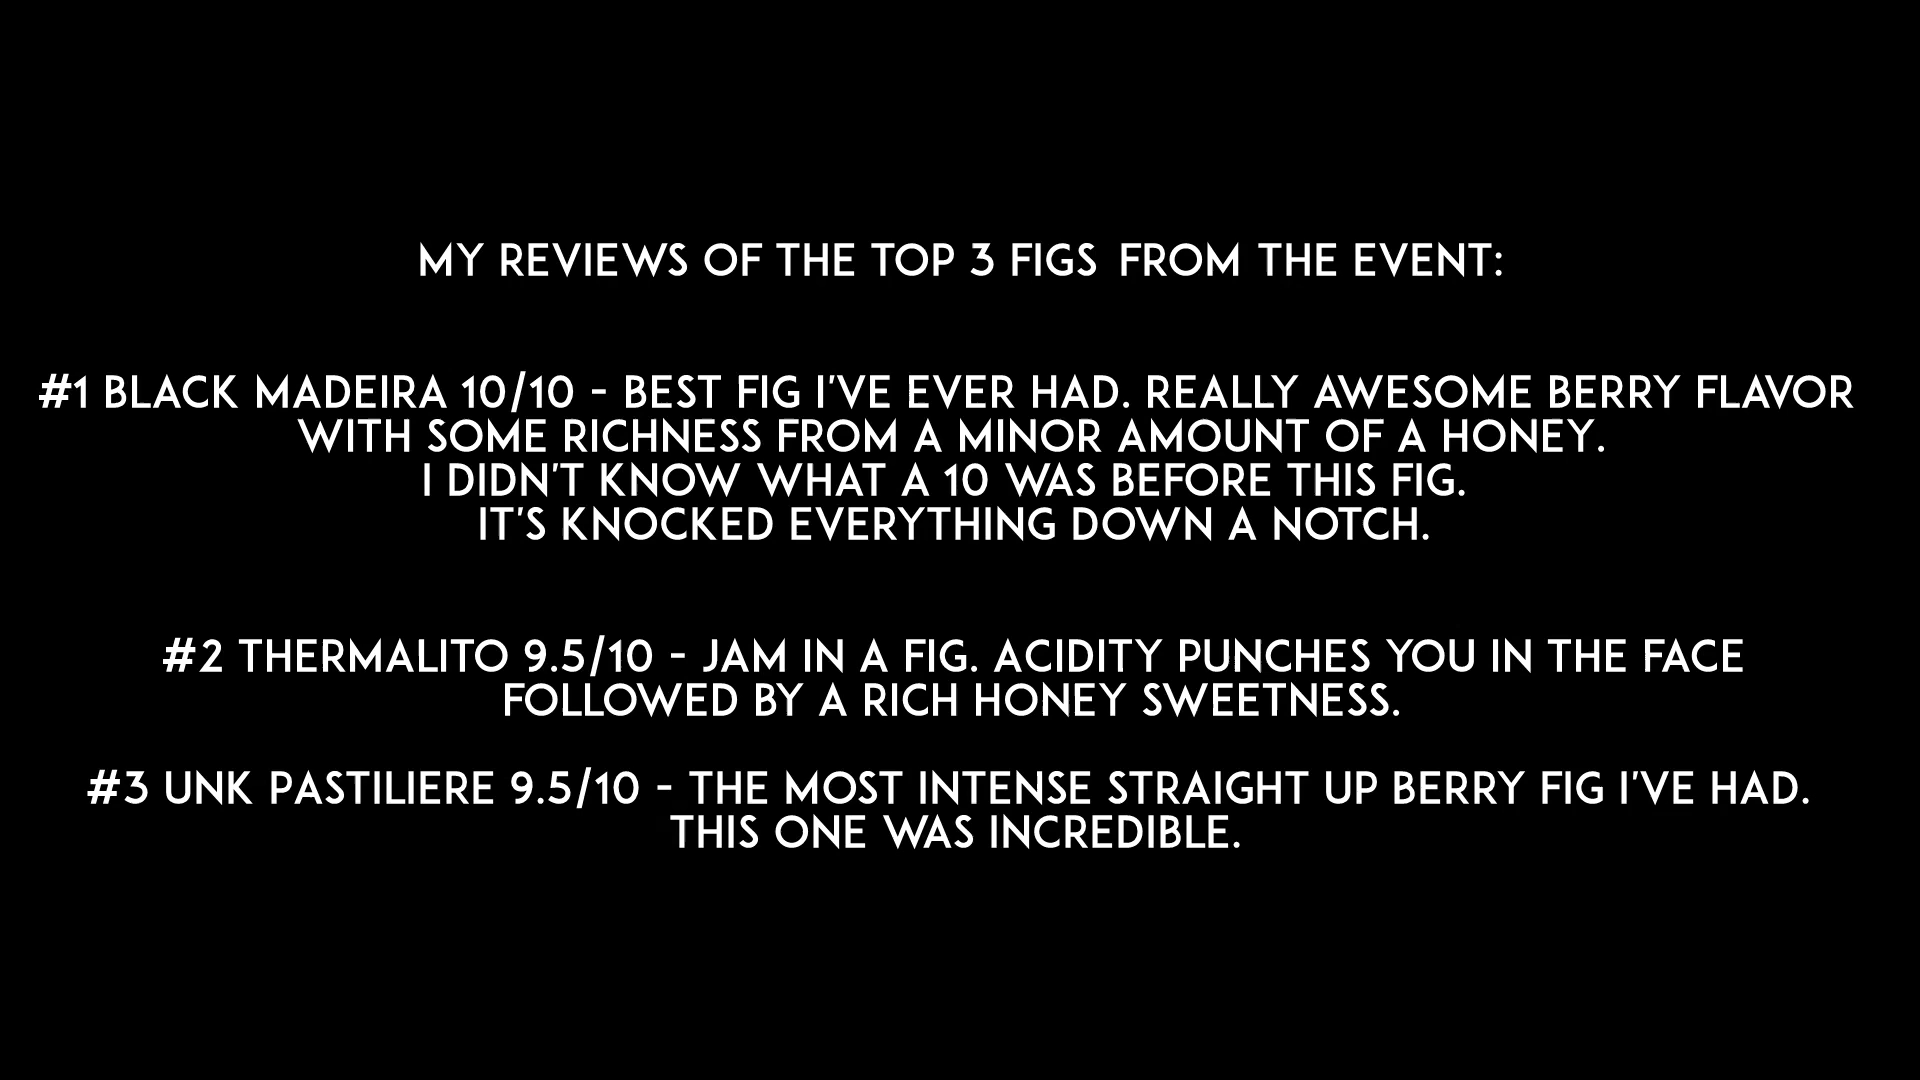 MY REVIEWS OF THE TOP 3 FIGS FROM THE EVENT:
#1 BLACK MADEIRA 10/10 - BEST FIG I'VE EVER HAD. REALLY AWESOME BERRY FLAVOR
WITH SOME RICHNESS FROM A MINOR AMOUNT OF A HONEY.
I DIDN'T KNOW WHAT A 10 WAS BEFORE THIS FIG.
IT'S KNOCKED EVERYTHING DOWN A NOTCH.
#2 THERMALITO 9.5/10 - JAM IN A FIG. ACIDITY PUNCHES YOU IN THE FACE
FOLLOWED BY A RICH HONEY SWEETNESS.
#3 UNK PASTILIERE 9.5/10 - THE MOST INTENSE STRAIGHT UP BERRY FIG I'VE HAD.
THIS ONE WAS INCREDIBLE.